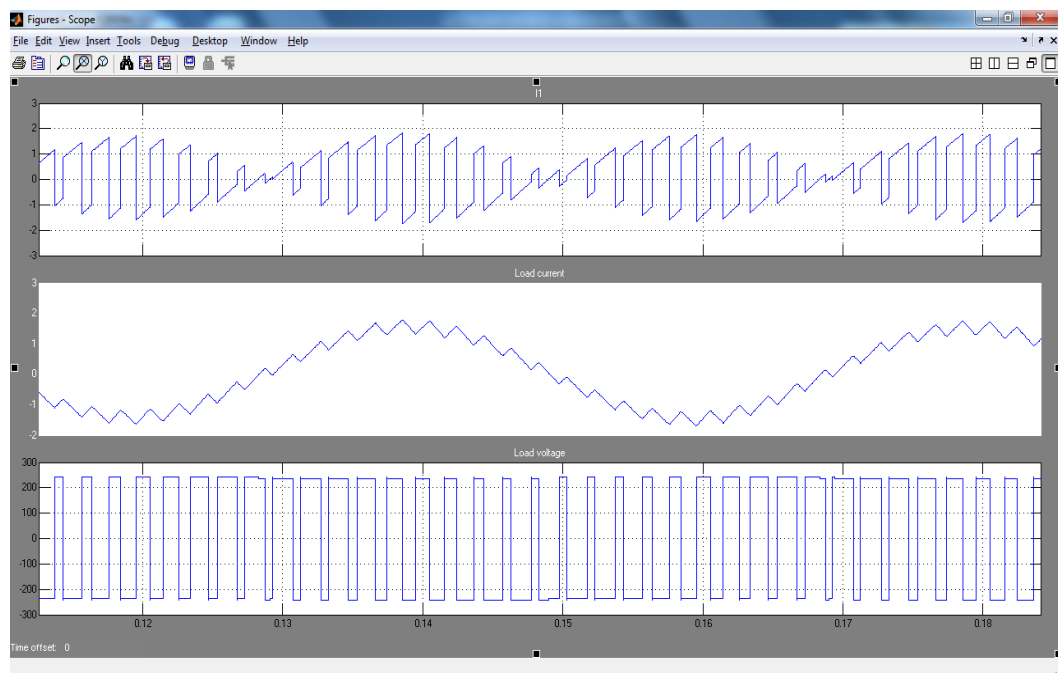 Figures - Scope
File Edit View Insert Tools Debug Desktop Window Help
I1
3
2
1
0
-1
-2
-3
Load current
3
2
1
0
-1
-2
Load voltage
300
200
100
0
-100
-200
-300
0.12 0.13 0.14 0.15 0.16 0.17 0.18
Time offset: 0